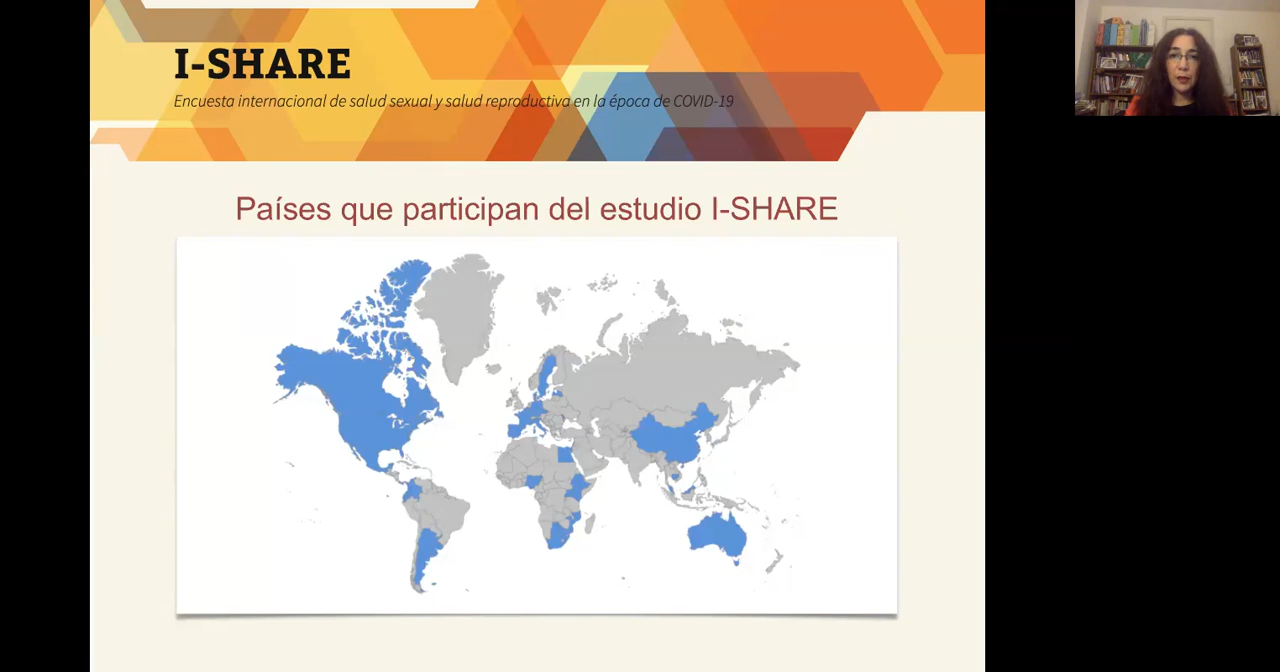 I-SHARE
Encuesta internacional de salud sexual y salud reproductiva en la época de COVID-19
Países que participan del estudio I-SHARE